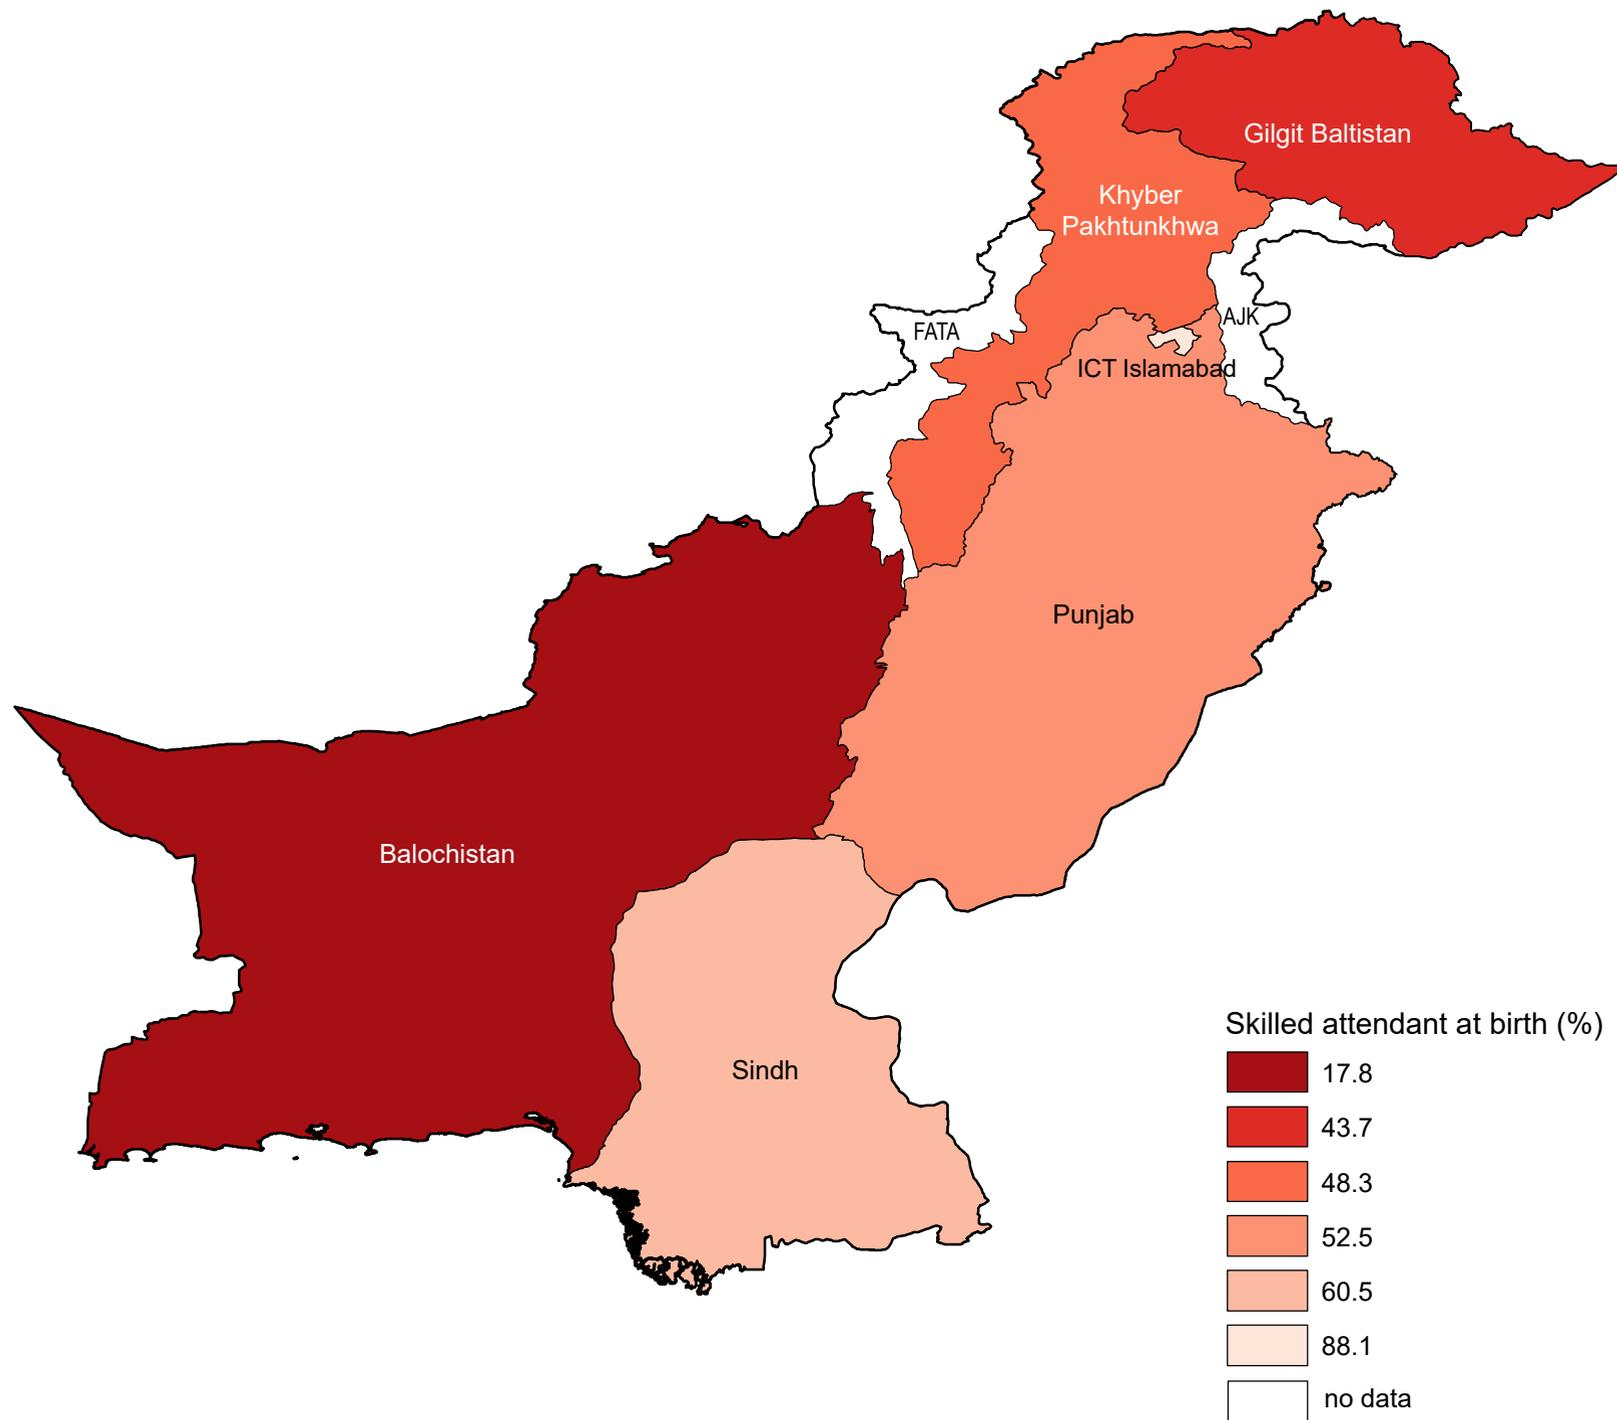 Gilgit Baltistan
Khyber
Pakhtunkhwa
FATA
AJK
ICT Islamabad
Punjab
Balochistan
Sindh
Skilled attendant at birth (%)
17.8
43.7
48.3
52.5
60.5
88.1
no data